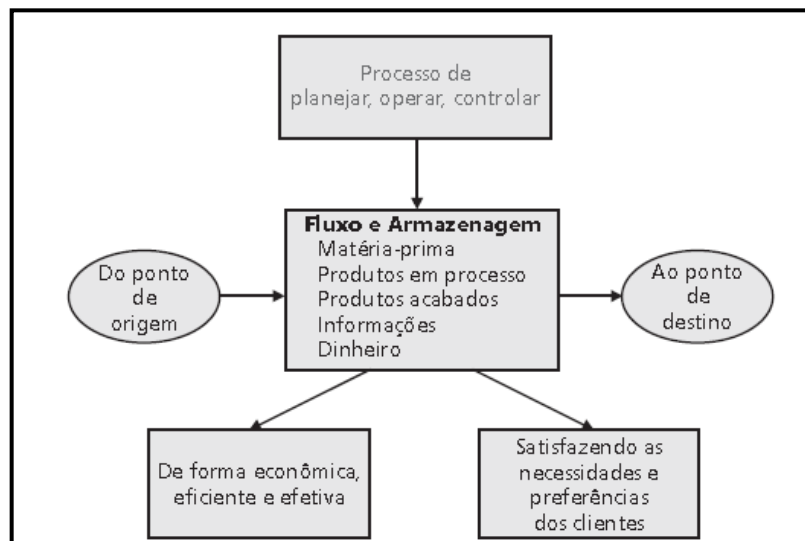 Processo de
planejar, operar, controlar
Fluxo e Armazenagem
Matéria-prima
Produtos em processo
Produtos acabados
Informações
Dinheiro
Do ponto
de
origem
Ao ponto
de
destino
De forma econômica,
eficiente e efetiva
Satisfazendo as
necessidades e
preferências
dos clientes